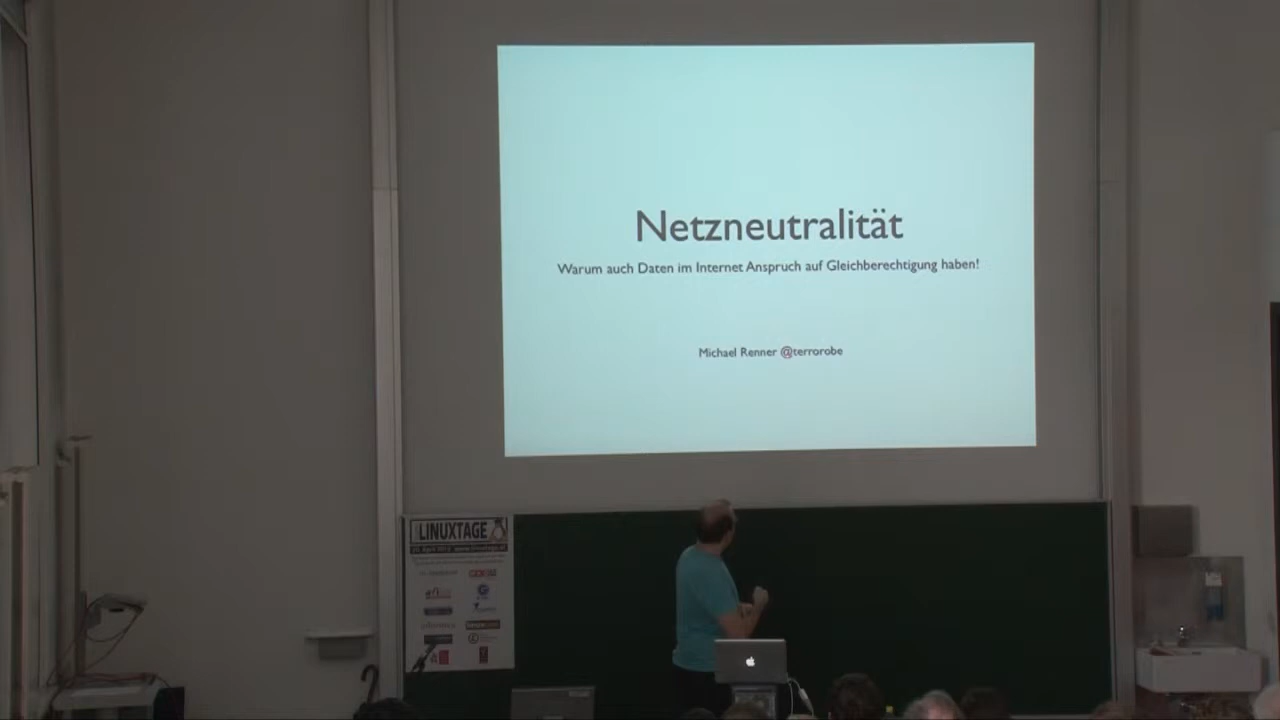 Netzneutralität
Warum auch Daten im Internet Anspruch auf Gleichberechtigung haben!
Michael Renner @terrorobe
LINUXTAGE